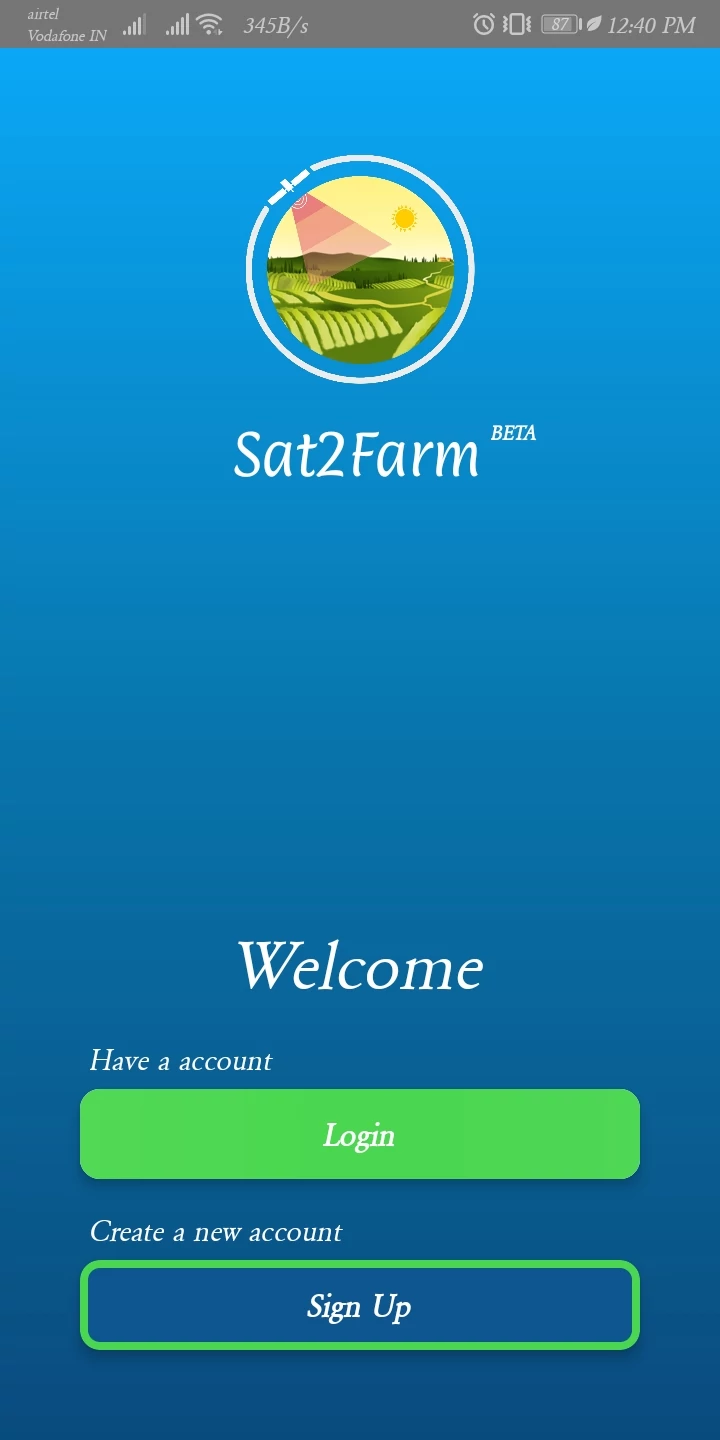 airtel
Vodafone IN
345B/s
87
12:40 PM
Sat2Farm BETA
Welcome
Have a account
Login
Create a new account
Sign Up